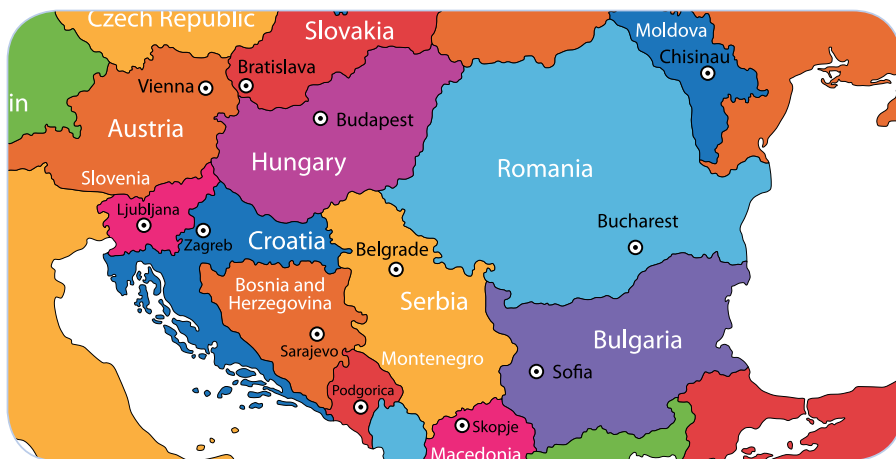 Czech Republic
Slovakia
Moldova
Chisinau
Bratislava
Vienna
in
Austria
Budapest
Hungary
Romania
Slovenia
Ljubljana
Zagreb
Croatia
Bucharest
Belgrade
Bosnia and
Herzegovina
Serbia
Sarajevo
Montenegro
Bulgaria
Sofia
Podgorica
Skopje
Macedonia